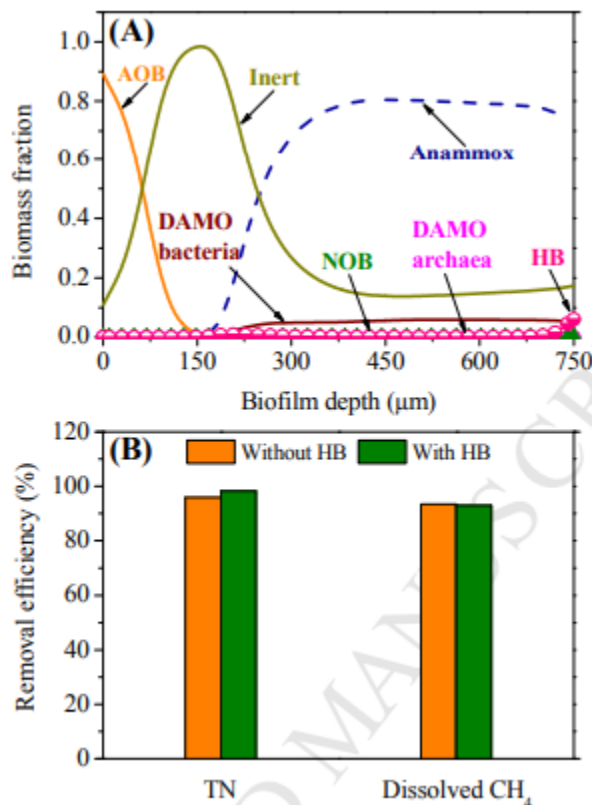 (A)
1.0
0.8
0.6
0.4
0.2
0.0
AOB
Inert
Anammox
DAMO
bacteria
NOB
DAMO
archaea
HB
0
150
300
450
600
750
Biomass fraction
Biofilm depth (μm)
(B)
Without HB
With HB
120
100
80
60
40
20
0
Removal efficiency (%)
TN
Dissolved CH₄